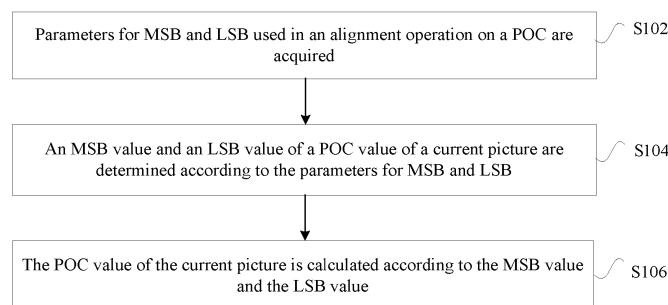 Parameters for MSB and LSB used in an alignment operation on a POC are
acquired
S102
An MSB value and an LSB value of a POC value of a current picture are
determined according to the parameters for MSB and LSB
S104
The POC value of the current picture is calculated according to the MSB value
and the LSB value
S106